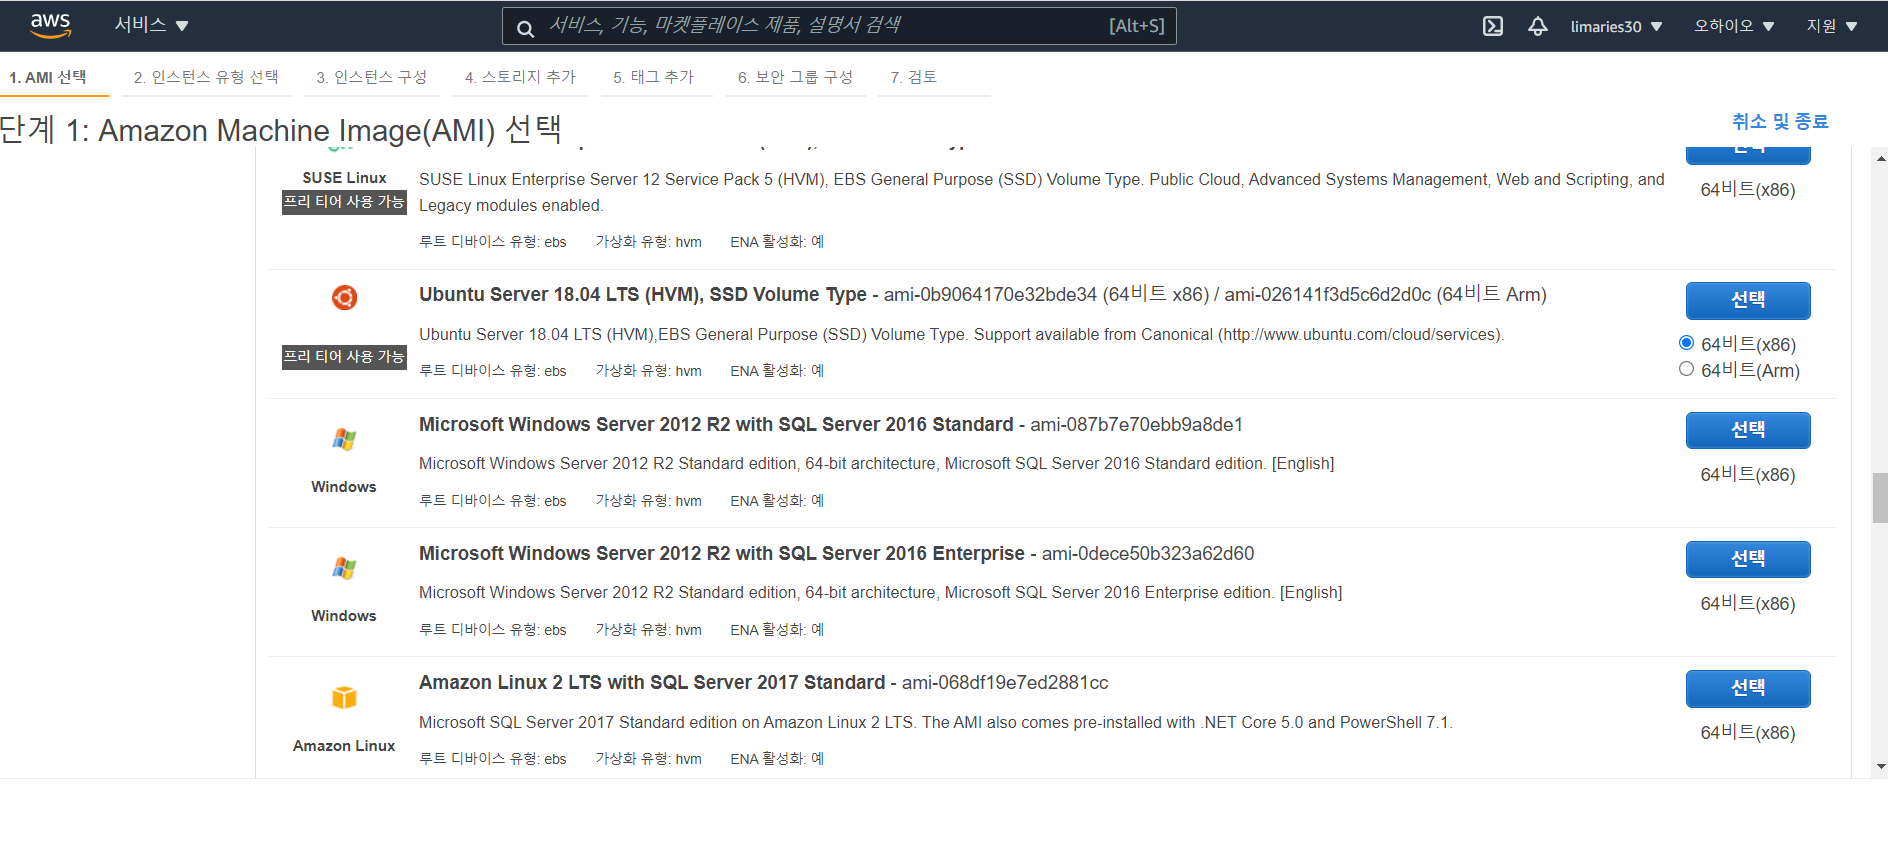 aws 서비스 서비스, 기능, 마켓플레이스 제품, 설명서 검색 [Alt+S] limaries30 오하이오 지원
1. AMI 선택 2. 인스턴스 유형 선택 3. 인스턴스 구성 4. 스토리지 추가 5. 태그 추가 6. 보안 그룹 구성 7. 검토
단계 1: Amazon Machine Image(AMI) 선택
취소 및 종료
SUSE Linux
프리 티어 사용 가능
SUSE Linux Enterprise Server 12 Service Pack 5 (HVM), EBS General Purpose (SSD) Volume Type. Public Cloud, Advanced Systems Management, Web and Scripting, and
Legacy modules enabled.
루트 디바이스 유형: ebs 가상화 유형: hvm ENA 활성화: 예
선택
64비트(x86)
Ubuntu Server 18.04 LTS (HVM), SSD Volume Type - ami-0b9064170e32bde34 (64비트 x86) / ami-026141f3d5c6d2d0c (64비트 Arm)
프리 티어 사용 가능
Ubuntu Server 18.04 LTS (HVM),EBS General Purpose (SSD) Volume Type. Support available from Canonical (http://www.ubuntu.com/cloud/services).
루트 디바이스 유형: ebs 가상화 유형: hvm ENA 활성화: 예
선택
64비트(x86)
64비트(Arm)
Windows
Microsoft Windows Server 2012 R2 with SQL Server 2016 Standard - ami-087b7e70ebb9a8de1
Microsoft Windows Server 2012 R2 Standard edition, 64-bit architecture, Microsoft SQL Server 2016 Standard edition. [English]
루트 디바이스 유형: ebs 가상화 유형: hvm ENA 활성화: 예
선택
64비트(x86)
Windows
Microsoft Windows Server 2012 R2 with SQL Server 2016 Enterprise - ami-0dece50b323a62d60
Microsoft Windows Server 2012 R2 Standard edition, 64-bit architecture, Microsoft SQL Server 2016 Enterprise edition. [English]
루트 디바이스 유형: ebs 가상화 유형: hvm ENA 활성화: 예
선택
64비트(x86)
Amazon Linux
Amazon Linux 2 LTS with SQL Server 2017 Standard - ami-068df19e7ed2881cc
Microsoft SQL Server 2017 Standard edition on Amazon Linux 2 LTS. The AMI also comes pre-installed with .NET Core 5.0 and PowerShell 7.1.
루트 디바이스 유형: ebs 가상화 유형: hvm ENA 활성화: 예
선택
64비트(x86)